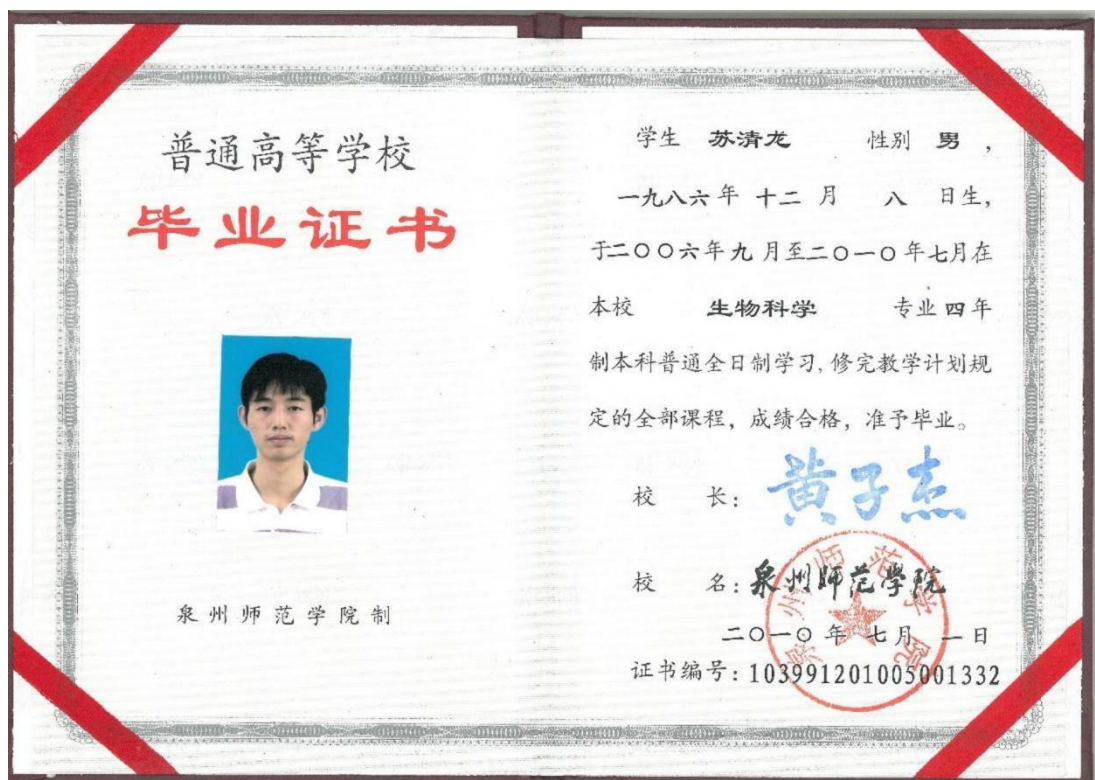 普通高等学校
毕业证书
泉州师范学院制
学生 苏清龙 性别 男，
一九八六年 十二 月 八 日生，
于二〇〇六年九月至二〇一〇年七月在
本校 生物科学 专业四年
制本科普通全日制学习，修完教学计划规
定的全部课程，成绩合格，准予毕业。
校 长：黄子杰
校 名：泉州师范学院
二〇一〇年 七月 一日
证书编号：103991201005001332
泉州师范学院